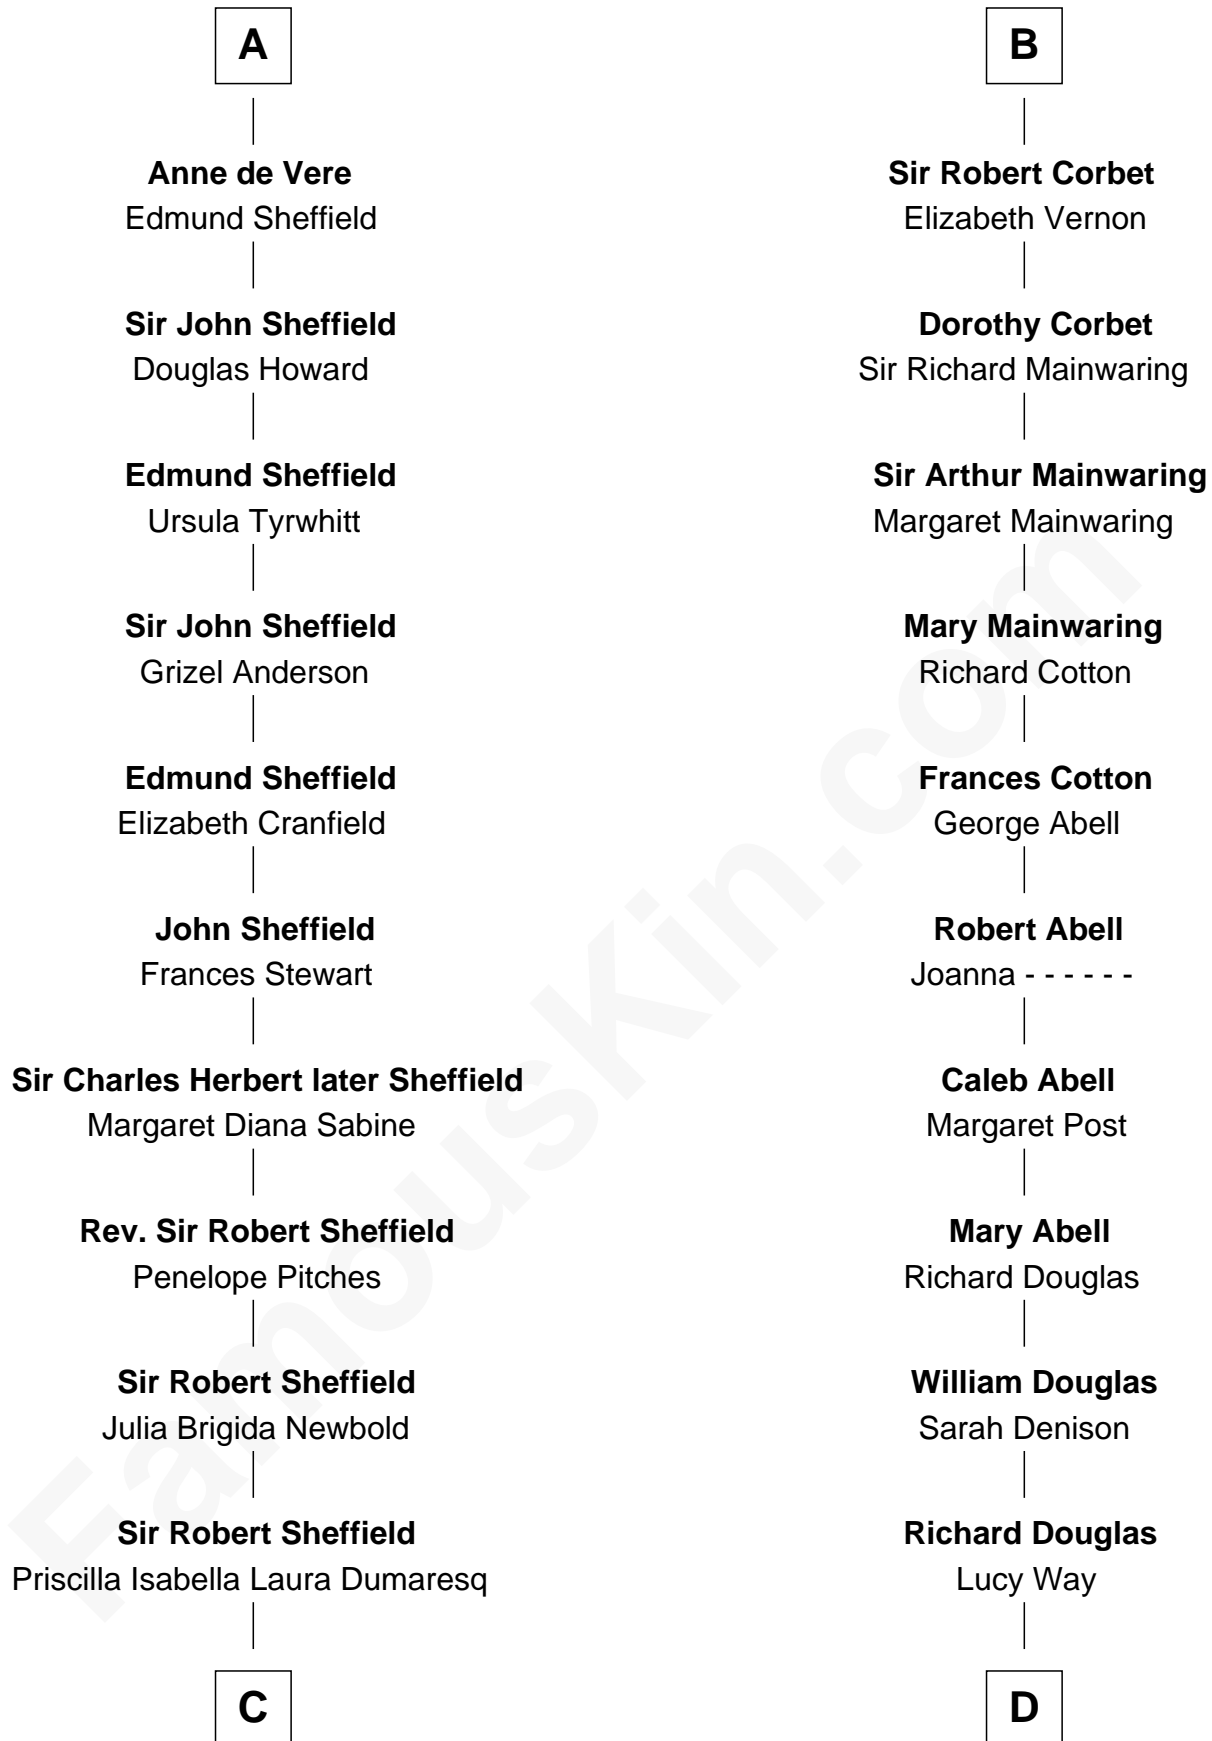 A
Anne de Vere
Edmund Sheffield
Sir John Sheffield
Douglas Howard
Edmund Sheffield
Ursula Tyrwhitt
Sir John Sheffield
Grizel Anderson
Edmund Sheffield
Elizabeth Cranfield
John Sheffield
Frances Stewart
Sir Charles Herbert later Sheffield
Margaret Diana Sabine
Rev. Sir Robert Sheffield
Penelope Pitches
Sir Robert Sheffield
Julia Brigida Newbold
Sir Robert Sheffield
Priscilla Isabella Laura Dumaresq
C
B
Sir Robert Corbet
Elizabeth Vernon
Dorothy Corbet
Sir Richard Mainwaring
Sir Arthur Mainwaring
Margaret Mainwaring
Mary Mainwaring
Richard Cotton
Frances Cotton
George Abell
Robert Abell
Joanna - - - - - -
Caleb Abell
Margaret Post
Mary Abell
Richard Douglas
William Douglas
Sarah Denison
Richard Douglas
Lucy Way
D
FamousKin.com